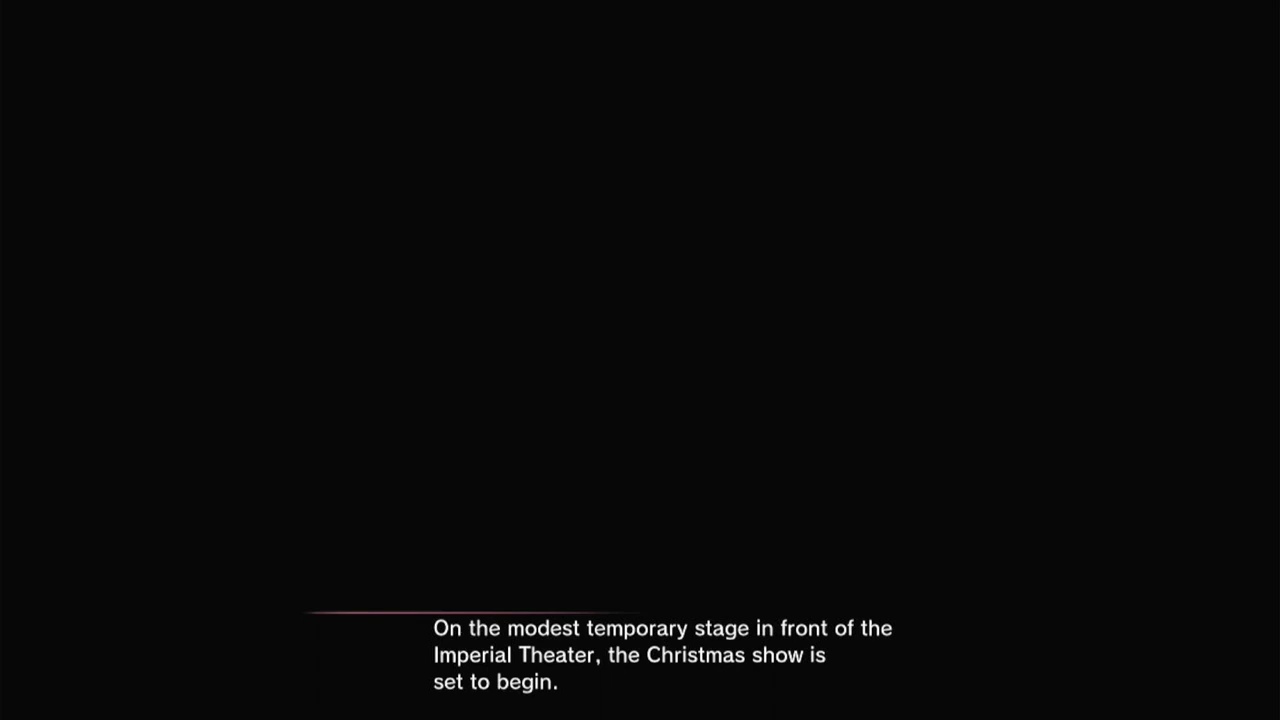 On the modest temporary stage in front of the
Imperial Theater, the Christmas show is
set to begin.